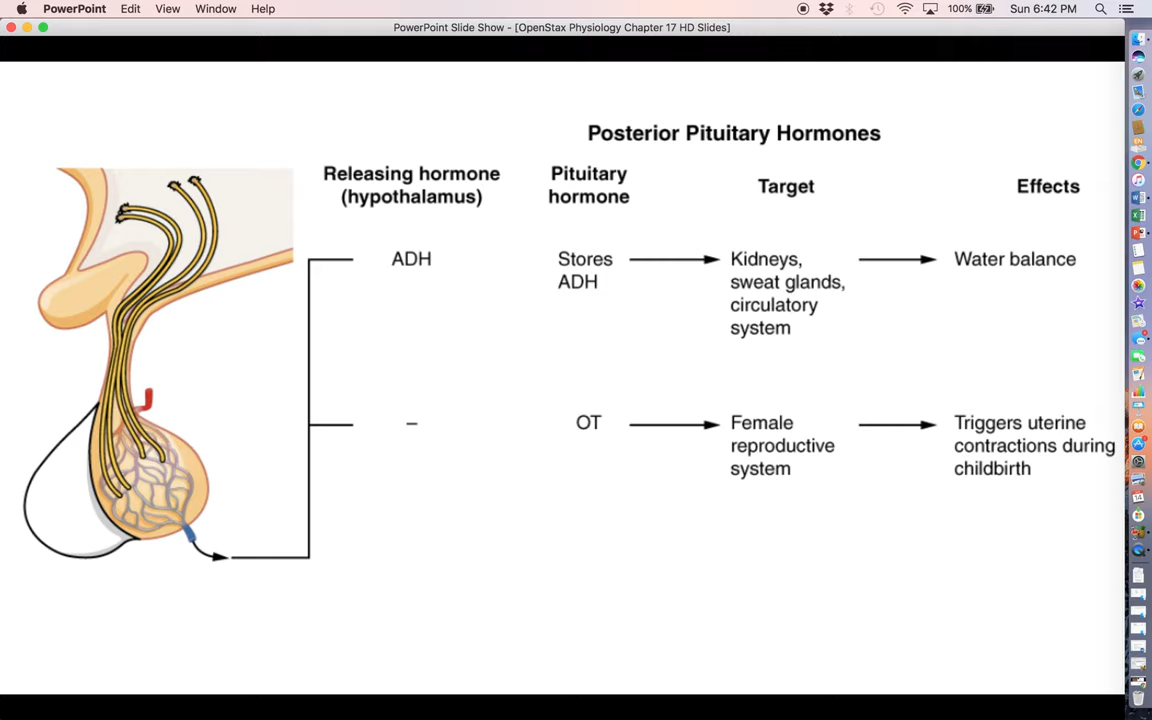 PowerPoint Edit View Window Help 100% Sun 6:42 PM
PowerPoint Slide Show - [OpenStax Physiology Chapter 17 HD Slides]
Posterior Pituitary Hormones
Releasing hormone
(hypothalamus)
Pituitary
hormone
Target
Effects
ADH
Stores
ADH
Kidneys,
sweat glands,
circulatory
system
Water balance
–
OT
Female
reproductive
system
Triggers uterine
contractions during
childbirth